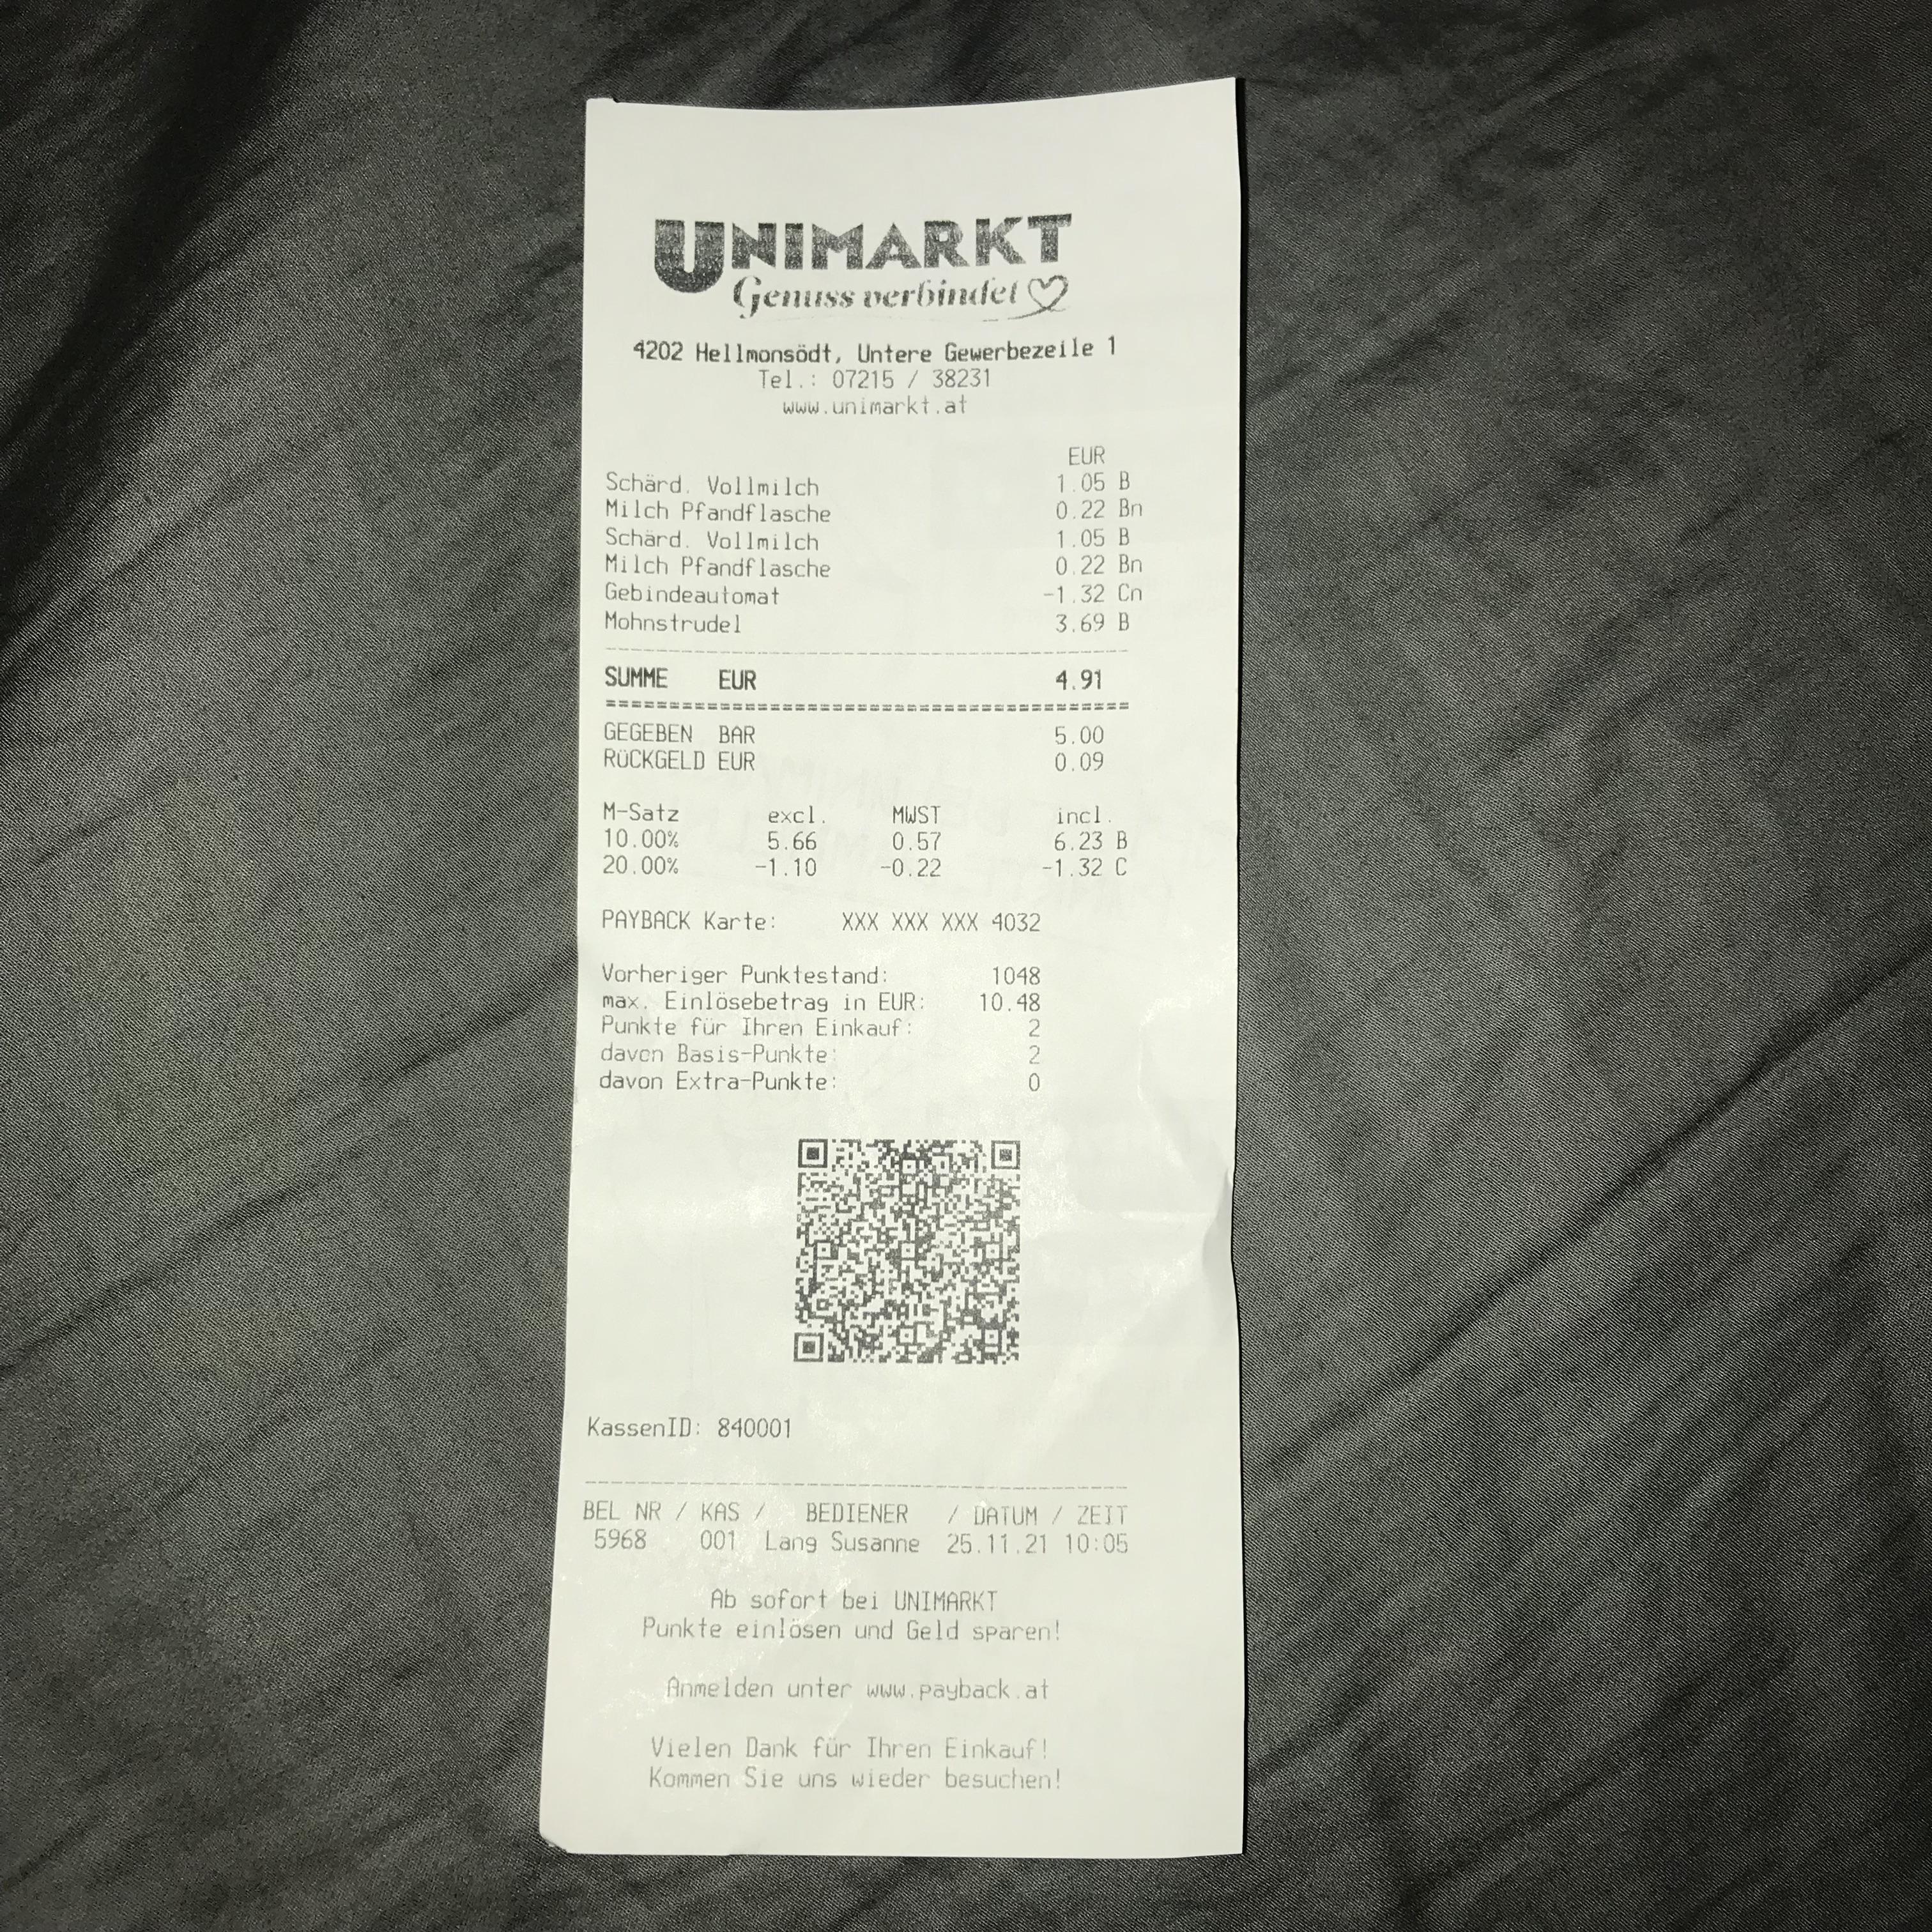 UNIMARKT
Genuss verbindet
4202 Hellmonsödt, Untere Gewerbezeile 1
Tel.: 07215 / 38231
www.unimarkt.at
EUR
Schärd. Vollmilch 1.05 B
Milch Pfandflasche 0.22 Bn
Schärd. Vollmilch 1.05 B
Milch Pfandflasche 0.22 Bn
Gebindeautomat -1.32 Cn
Mohnstrudel 3.69 B
SUMME EUR 4.91
GEGEBEN BAR 5.00
RÜCKGELD EUR 0.09
M-Satz excl. MWST incl.
10.00% 5.66 0.57 6.23 B
20.00% -1.10 -0.22 -1.32 C
PAYBACK Karte: XXX XXX XXX 4032
Vorheriger Punktestand: 1048
max. Einlösebetrag in EUR: 10.48
Punkte für Ihren Einkauf: 2
davon Basis-Punkte: 2
davon Extra-Punkte: 0
KassenID: 840001
BEL NR / KAS / BEDIENER / DATUM / ZEIT
5968 001 Lang Susanne 25.11.21 10:05
Ab sofort bei UNIMARKT
Punkte einlösen und Geld sparen!
Anmelden unter www.payback.at
Vielen Dank für Ihren Einkauf!
Kommen Sie uns wieder besuchen!